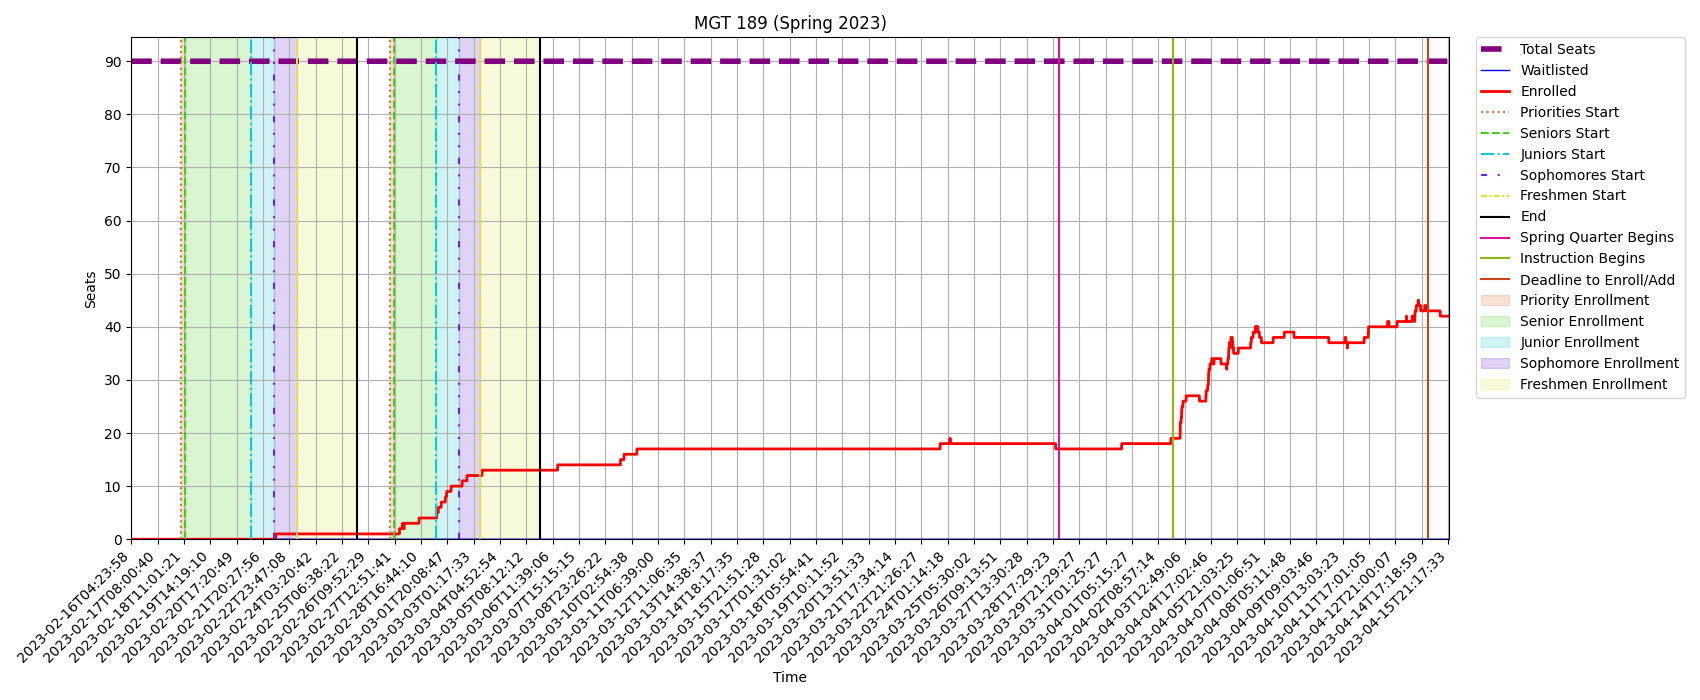 MGT 189 (Spring 2023)
90
80
70
60
50
40
30
20
10
0
Seats
2023-02-16T04:23:58
2023-02-17T08:00:40
2023-02-18T11:01:21
2023-02-19T14:19:10
2023-02-20T17:20:49
2023-02-21T20:27:56
2023-02-22T23:47:09
2023-02-24T03:20:42
2023-02-25T06:38:22
2023-02-26T09:52:29
2023-02-27T12:51:41
2023-02-28T16:44:10
2023-03-01T20:08:47
2023-03-03T01:17:33
2023-03-04T04:52:54
2023-03-05T08:12:12
2023-03-06T11:39:06
2023-03-07T15:15:15
2023-03-08T23:26:22
2023-03-10T02:54:38
2023-03-11T06:39:00
2023-03-12T11:06:35
2023-03-13T14:38:37
2023-03-14T18:17:35
2023-03-15T21:51:28
2023-03-17T01:31:02
2023-03-18T05:54:41
2023-03-19T10:11:52
2023-03-20T13:51:33
2023-03-21T17:34:14
2023-03-22T21:26:27
2023-03-24T01:14:18
2023-03-25T05:30:02
2023-03-26T09:13:51
2023-03-27T13:30:28
2023-03-28T17:29:23
2023-03-29T21:29:27
2023-03-31T01:25:27
2023-04-01T05:15:27
2023-04-02T08:57:14
2023-04-03T12:49:06
2023-04-04T17:02:46
2023-04-05T21:03:25
2023-04-07T01:06:51
2023-04-08T05:11:48
2023-04-09T09:03:46
2023-04-10T13:03:23
2023-04-11T17:01:05
2023-04-12T21:00:07
2023-04-14T17:18:59
2023-04-15T21:17:33
Time
Total Seats
Waitlisted
Enrolled
Priorities Start
Seniors Start
Juniors Start
Sophomores Start
Freshmen Start
End
Spring Quarter Begins
Instruction Begins
Deadline to Enroll/Add
Priority Enrollment
Senior Enrollment
Junior Enrollment
Sophomore Enrollment
Freshmen Enrollment